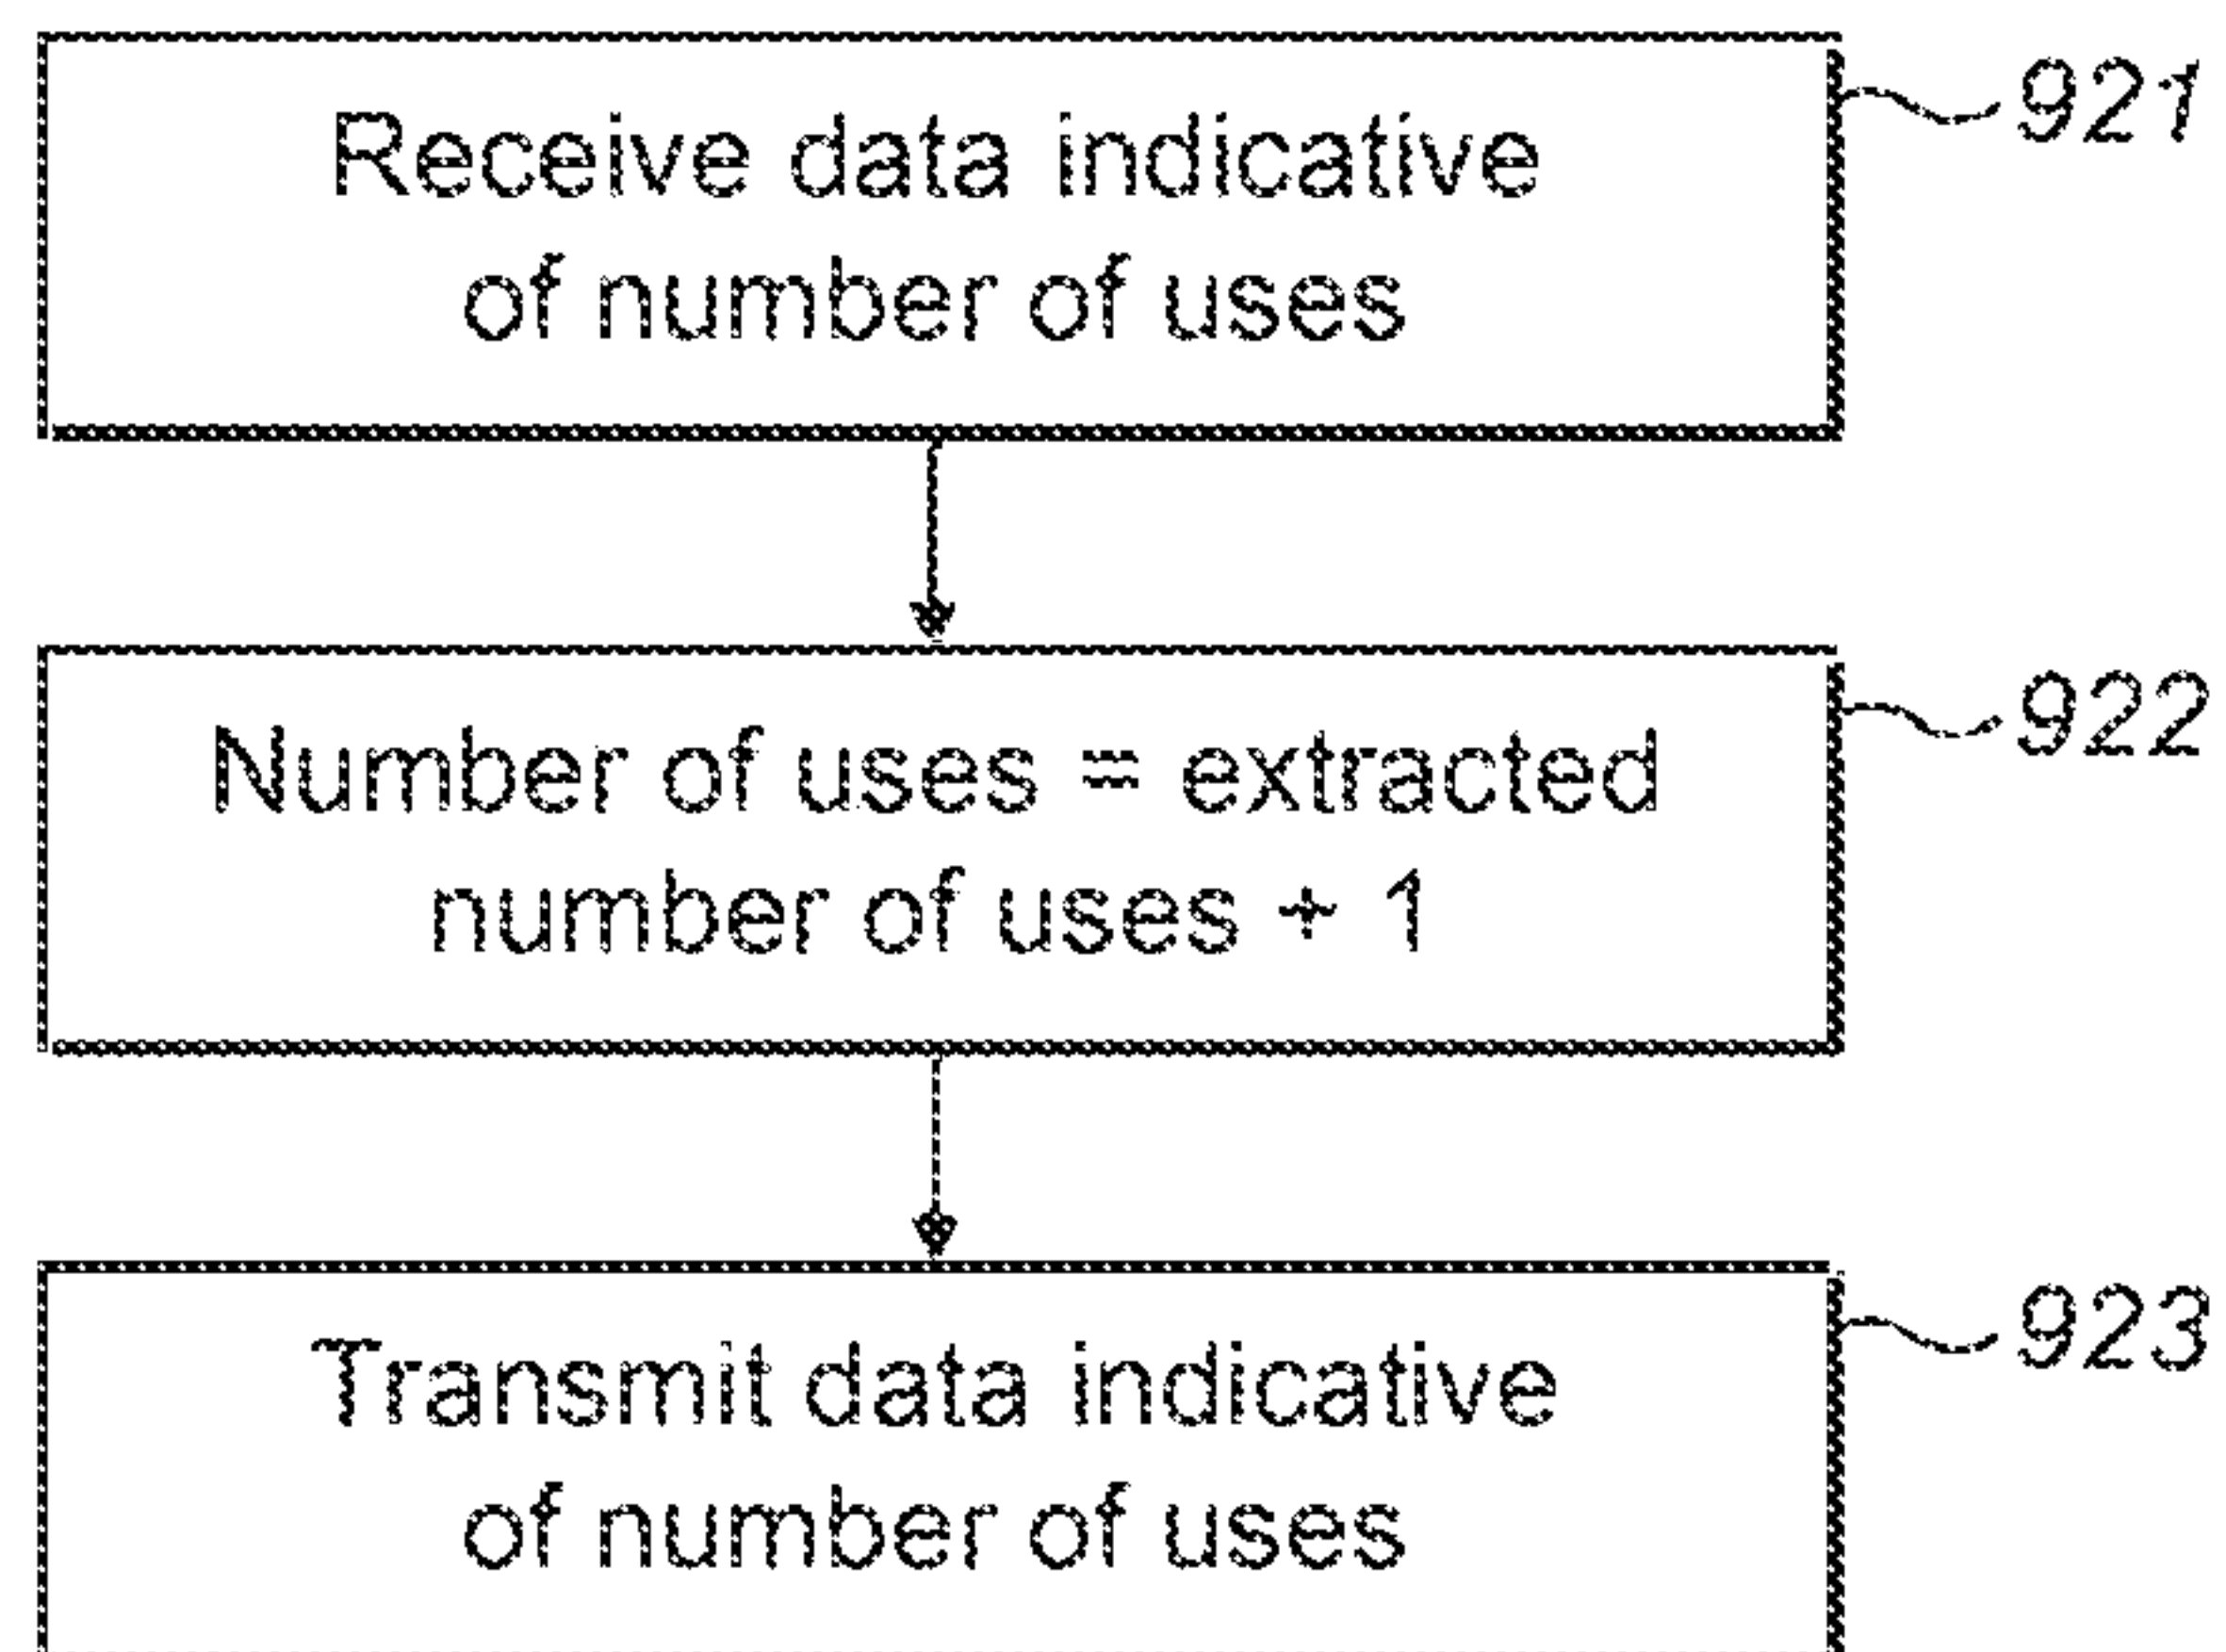 Receive data indicative
of number of uses
921
Number of uses = extracted
number of uses + 1
922
Transmit data indicative
of number of uses
923